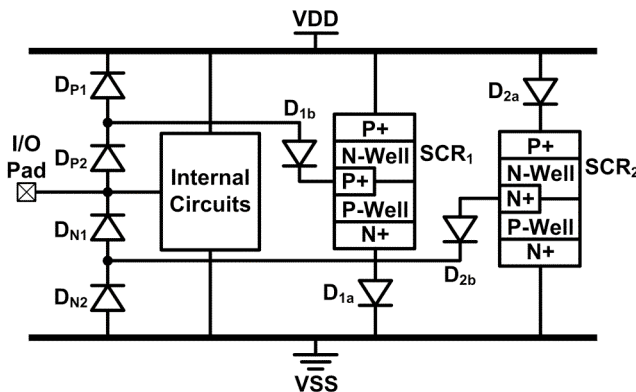 VDD
DP1
D1b
D2a
I/O
Pad
DP2
Internal
Circuits
P+
N-Well
P+
P-Well
N+
SCR1
P+
N-Well
N+
P-Well
N+
SCR2
DN1
DN2
D1a
D2b
VSS